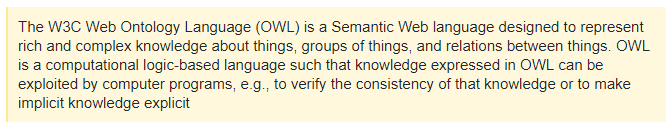 The W3C Web Ontology Language (OWL) is a Semantic Web language designed to represent
rich and complex knowledge about things, groups of things, and relations between things. OWL
is a computational logic-based language such that knowledge expressed in OWL can be
exploited by computer programs, e.g., to verify the consistency of that knowledge or to make
implicit knowledge explicit